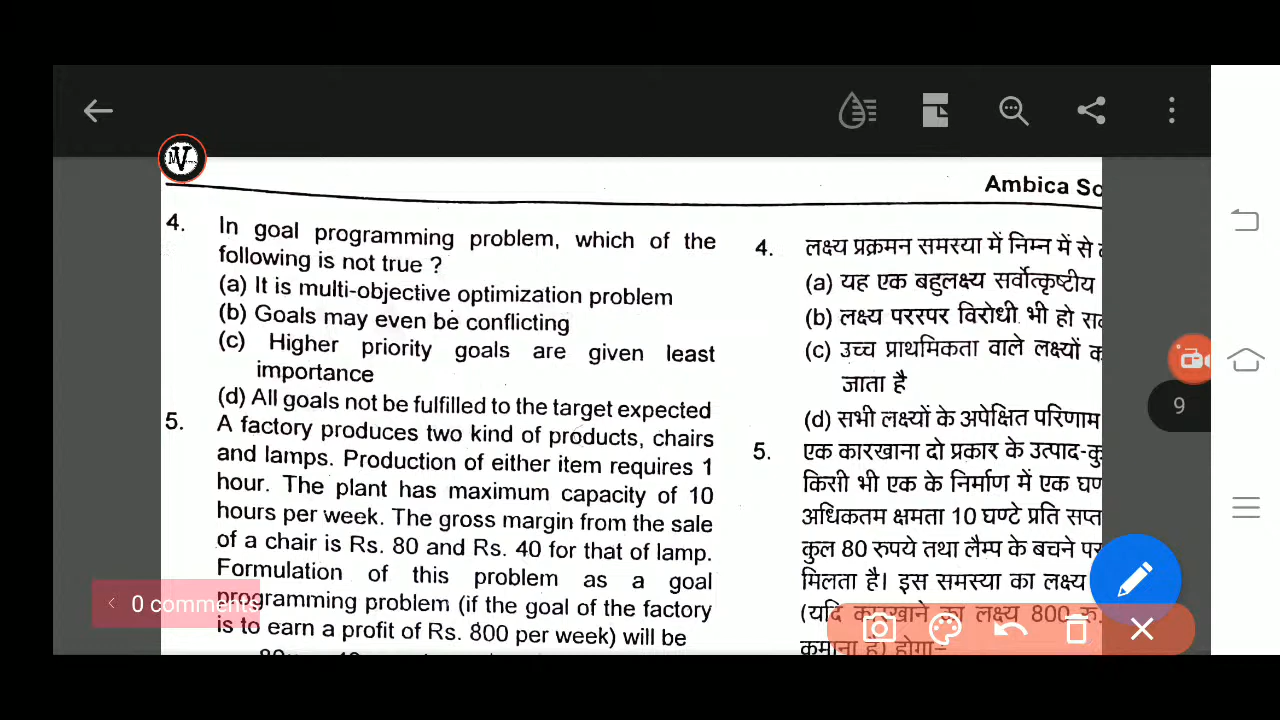 Ambica So
4. In goal programming problem, which of the
following is not true ?
(a) It is multi-objective optimization problem
(b) Goals may even be conflicting
(c) Higher priority goals are given least
importance
(d) All goals not be fulfilled to the target expected
5. A factory produces two kind of products, chairs
and lamps. Production of either item requires 1
hour. The plant has maximum capacity of 10
hours per week. The gross margin from the sale
of a chair is Rs. 80 and Rs. 40 for that of lamp.
Formulation of this problem as a goal
programming problem (if the goal of the factory
is to earn a profit of Rs. 800 per week) will be
4. लक्ष्य प्रक्रमन समस्या में निम्न में से
(a) यह एक बहुलक्ष्य सर्वोत्कृष्टीय
(b) लक्ष्य परस्पर विरोधी भी हो
(c) उच्च प्राथमिकता वाले लक्ष्यों
जाता है
(d) सभी लक्ष्यों के अपेक्षित परिणाम
5. एक कारखाना दो प्रकार के उत्पाद-कु
किसी भी एक के निर्माण में एक
अधिकतम क्षमता 10 घण्टे प्रति
कुल 80 रुपये तथा लैम्प के बचने
मिलता है। इस समस्या का लक्ष्य
(यदि कारखाने का लक्ष्य 800 रु.
कमाना है) होगा-
0 comments
9